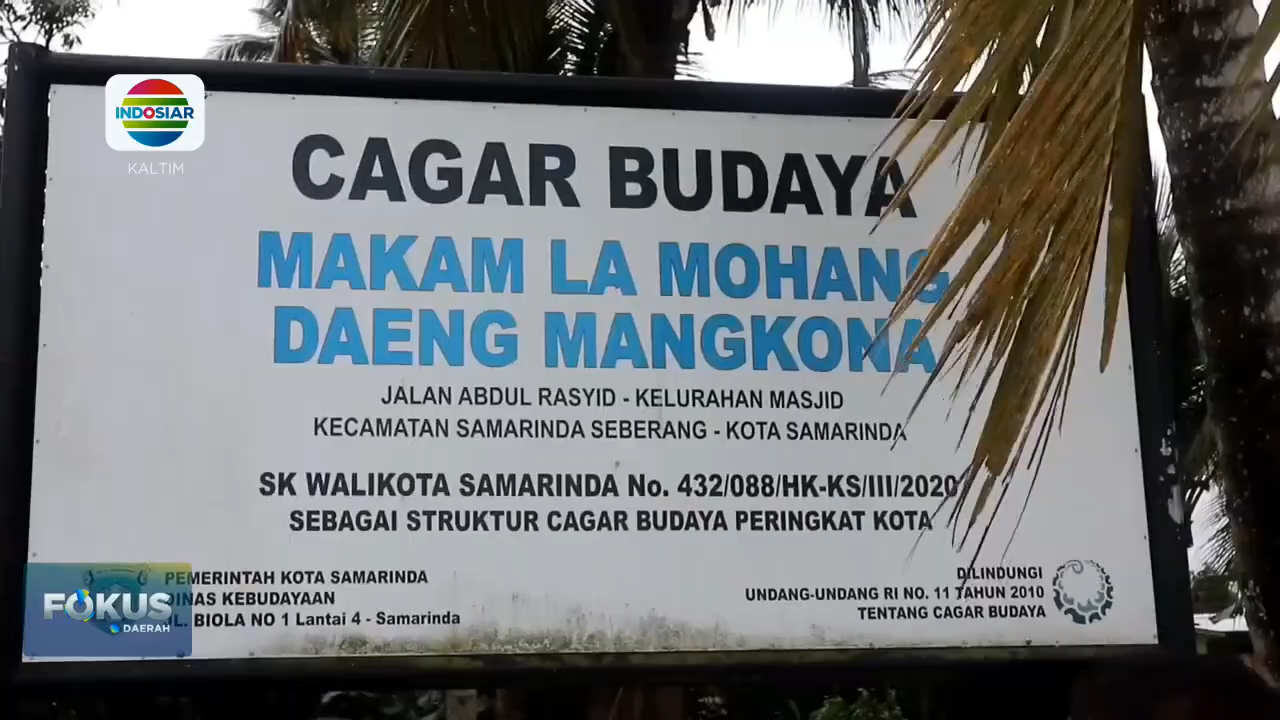 INDOSIAR
KALTIM
CAGAR BUDAYA
MAKAM LA MOHANG
DAENG MANGKONA
JALAN ABDUL RASYID - KELURAHAN MASJID
KECAMATAN SAMARINDA SEBERANG - KOTA SAMARINDA
SK WALIKOTA SAMARINDA No. 432/088/HK-KS/III/2020
SEBAGAI STRUKTUR CAGAR BUDAYA PERINGKAT KOTA
PEMERINTAH KOTA SAMARINDA
DINAS KEBUDAYAAN
JL. BIOLA NO 1 Lantai 4 - Samarinda
DILINDUNGI
UNDANG-UNDANG RI NO. 11 TAHUN 2010
TENTANG CAGAR BUDAYA
FOKUS
DAERAH